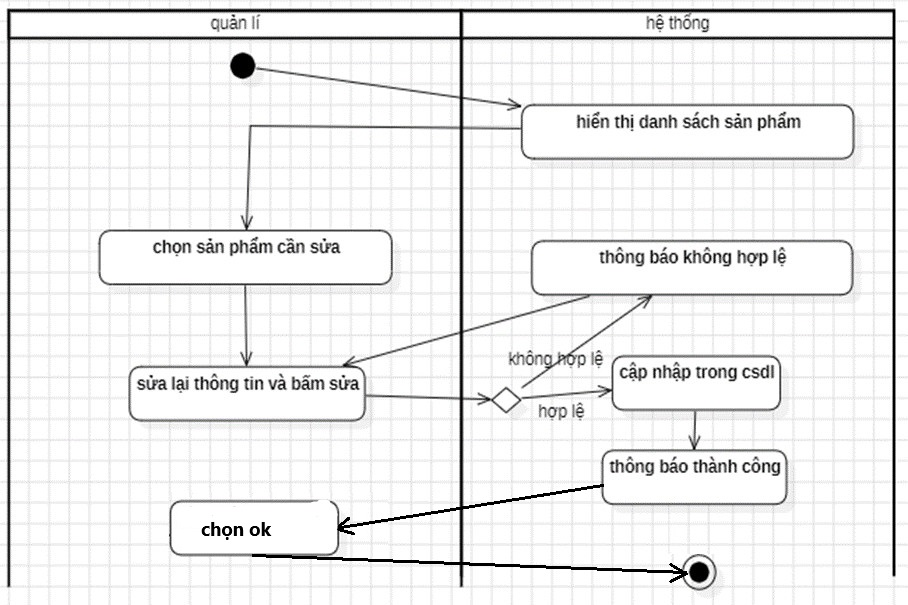 quản lí
hệ thống
hiển thị danh sách sản phẩm
chọn sản phẩm cần sửa
thông báo không hợp lệ
không hợp lệ
sửa lại thông tin và bấm sửa
cập nhập trong csdl
hợp lệ
thông báo thành công
chọn ok